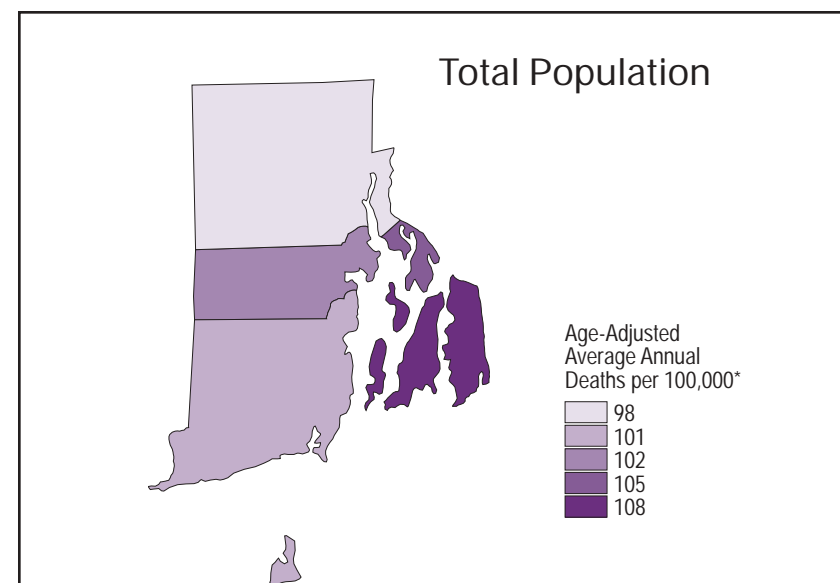 Total Population
Age-Adjusted
Average Annual
Deaths per 100,000*
98
101
102
105
108